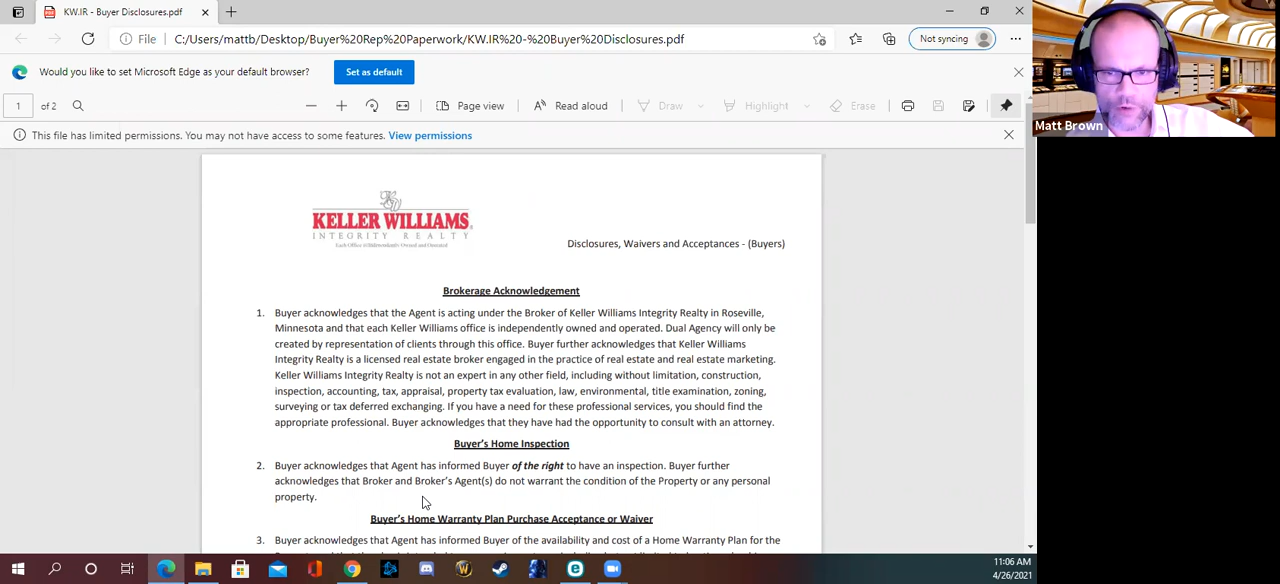 KW.IR - Buyer Disclosures.pdf
File C:/Users/mattb/Desktop/Buyer%20Rep%20Paperwork/KW.IR%20-%20Buyer%20Disclosures.pdf Not syncing
Would you like to set Microsoft Edge as your default browser? Set as default
1 of 2 Page view Read aloud Draw Highlight Erase
This file has limited permissions. You may not have access to some features. View permissions
Matt Brown
KELLER WILLIAMS
INTEGRITY REALTY
Each Office is Independently Owned and Operated
Disclosures, Waivers and Acceptances - (Buyers)
Brokerage Acknowledgement
1. Buyer acknowledges that the Agent is acting under the Broker of Keller Williams Integrity Realty in Roseville,
Minnesota and that each Keller Williams office is independently owned and operated. Dual Agency will only be
created by representation of clients through this office. Buyer further acknowledges that Keller Williams
Integrity Realty is a licensed real estate broker engaged in the practice of real estate and real estate marketing.
Keller Williams Integrity Realty is not an expert in any other field, including without limitation, construction,
inspection, accounting, tax, appraisal, property tax evaluation, law, environmental, title examination, zoning,
surveying or tax deferred exchanging. If you have a need for these professional services, you should find the
appropriate professional. Buyer acknowledges that they have had the opportunity to consult with an attorney.
Buyer's Home Inspection
2. Buyer acknowledges that Agent has informed Buyer of the right to have an inspection. Buyer further
acknowledges that Broker and Broker's Agent(s) do not warrant the condition of the Property or any personal
property.
Buyer's Home Warranty Plan Purchase Acceptance or Waiver
3. Buyer acknowledges that Agent has informed Buyer of the availability and cost of a Home Warranty Plan for the
11:06 AM
4/26/2021